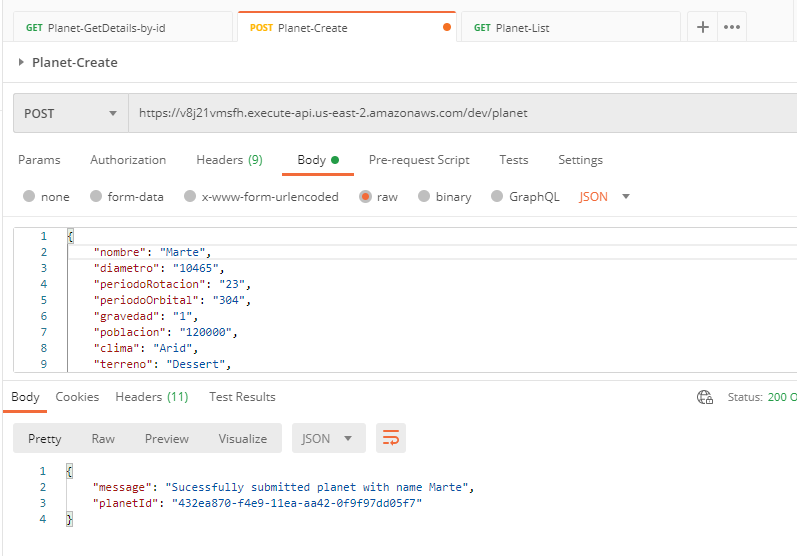 GET Planet-GetDetails-by-id POST Planet-Create GET Planet-List + •••
Planet-Create
POST https://v8j21vmsfh.execute-api.us-east-2.amazonaws.com/dev/planet
Params Authorization Headers (9) Body Pre-request Script Tests Settings
none form-data x-www-form-urlencoded raw binary GraphQL JSON
1 {
2 "nombre": "Marte",
3 "diametro": "10465",
4 "periodoRotacion": "23",
5 "periodoOrbital": "304",
6 "gravedad": "1",
7 "poblacion": "120000",
8 "clima": "Arid",
9 "terreno": "Dessert",
Body Cookies Headers (11) Test Results Status: 200 O
Pretty Raw Preview Visualize JSON
1 {
2 "message": "Sucessfully submitted planet with name Marte",
3 "planetId": "432ea870-f4e9-11ea-aa42-0f9f97dd05f7"
4 }